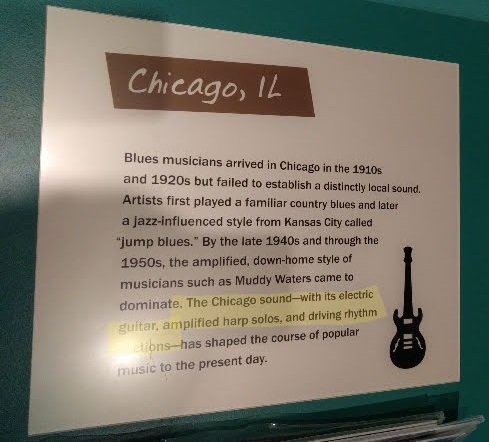 Chicago, IL
Blues musicians arrived in Chicago in the 1910s
and 1920s but failed to establish a distinctly local sound.
Artists first played a familiar country blues and later
a jazz-influenced style from Kansas City called
“jump blues.” By the late 1940s and through the
1950s, the amplified, down-home style of
musicians such as Muddy Waters came to
dominate. The Chicago sound—with its electric
guitar, amplified harp solos, and driving rhythm
has shaped the course of popular
music to the present day.